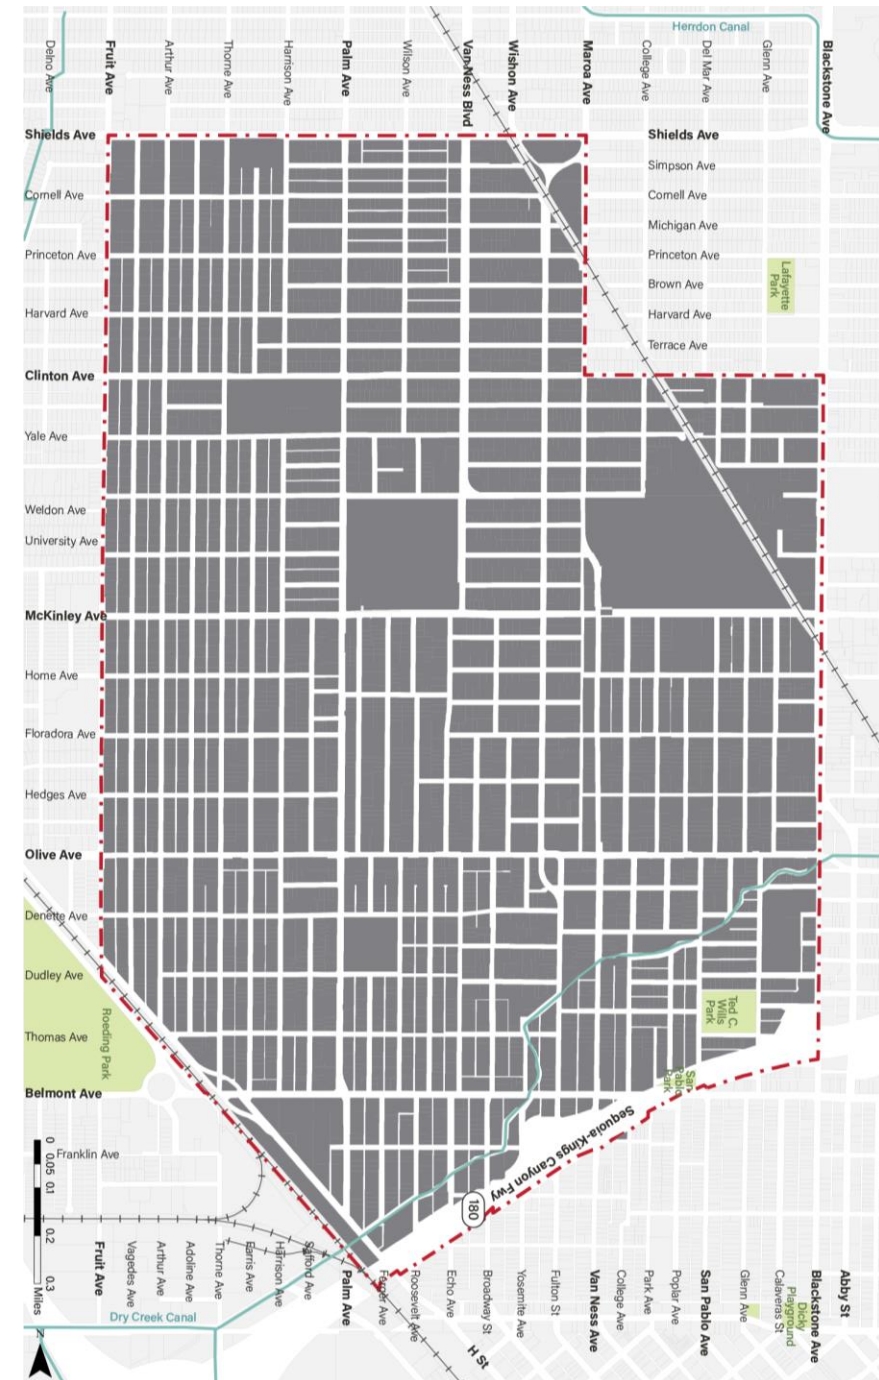 Herrdon Canal
Delno Ave
Fruit Ave
Arthur Ave
Thorne Ave
Harrison Ave
Palm Ave
Wilson Ave
Van Ness Blvd
Wishon Ave
Maroa Ave
College Ave
Del Mar Ave
Glenn Ave
Blackstone Ave
Shields Ave
Cornell Ave
Princeton Ave
Harvard Ave
Clinton Ave
Yale Ave
Weldon Ave
University Ave
McKinley Ave
Home Ave
Floradora Ave
Hedges Ave
Olive Ave
Dennett Ave
Dudley Ave
Thomas Ave
Belmont Ave
Franklin Ave
Shields Ave
Simpson Ave
Cornell Ave
Michigan Ave
Princeton Ave
Brown Ave
Harvard Ave
Terrace Ave
Lafayette
Park
Ted C.
Wills
Park
San
Pablo
Park
Roeding Park
Sequoia-Kings Canyon Fwy
180
0
0.05
0.1
0.2
0.3
Miles
Fruit Ave
Vagedes Ave
Arthur Ave
Adoline Ave
Thorne Ave
Farris Ave
Harrison Ave
Safford Ave
Palm Ave
Ferger Ave
Roosevelt Ave
Echo Ave
Broadway St
Yosemite Ave
Fulton St
Van Ness Ave
College Ave
Park Ave
Poplar Ave
San Pablo Ave
Glenn Ave
Calaveras St
Dicky
Playground
Blackstone Ave
Abby St
H St
Dry Creek Canal
N